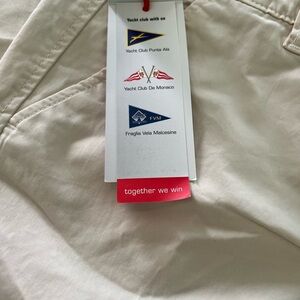 Yacht club with us
Yacht Club Punta Ala
Yacht Club De Monaco
FVM
Fraglia Vela Malcesine
together we win